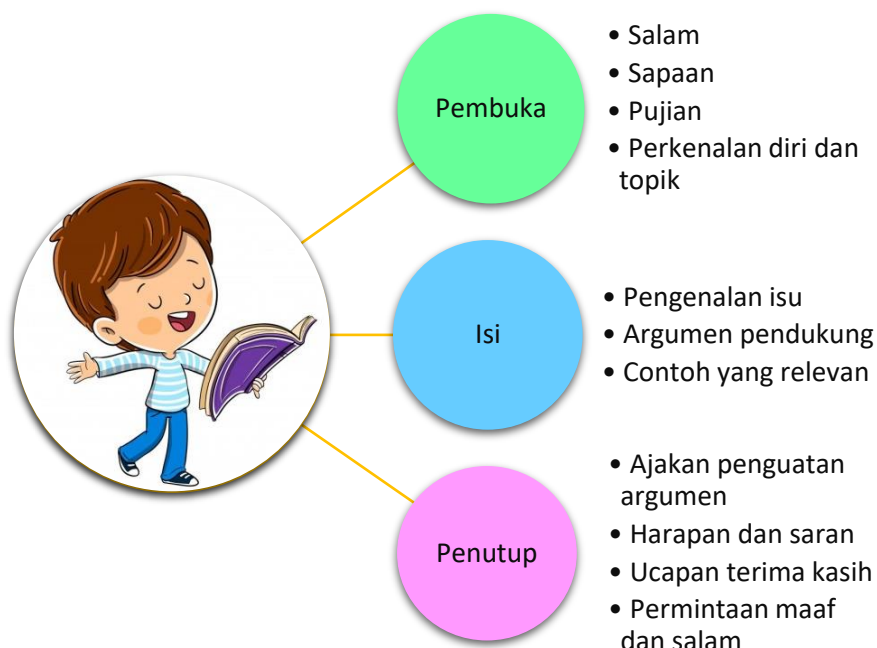 Pembuka
• Salam
• Sapaan
• Pujian
• Perkenalan diri dan
topik
Isi
• Pengenalan isu
• Argumen pendukung
• Contoh yang relevan
Penutup
• Ajakan penguatan
argumen
• Harapan dan saran
• Ucapan terima kasih
• Permintaan maaf
dan salam